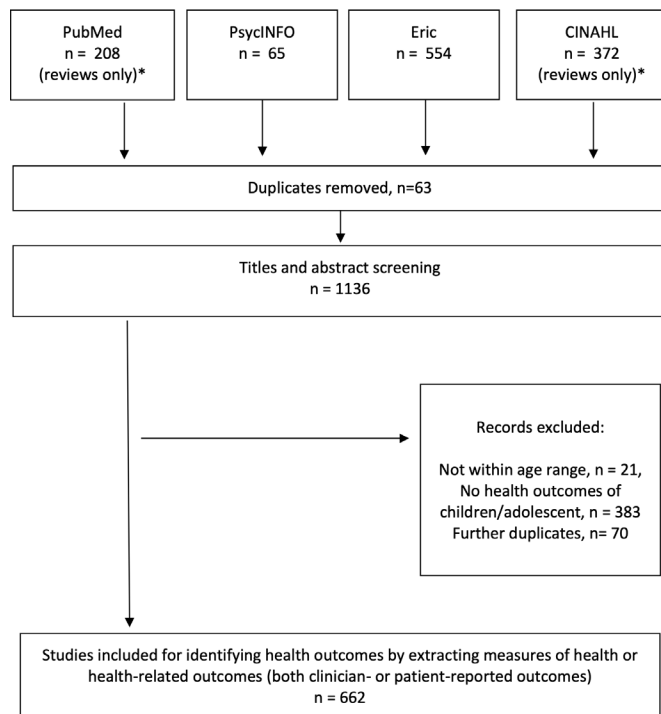 PubMed
n = 208
(reviews only)*
PsycINFO
n = 65
Eric
n = 554
CINAHL
n = 372
(reviews only)*
Duplicates removed, n=63
Titles and abstract screening
n = 1136
Records excluded:
Not within age range, n = 21,
No health outcomes of
children/adolescent, n = 383
Further duplicates, n= 70
Studies included for identifying health outcomes by extracting measures of health or
health-related outcomes (both clinician- or patient-reported outcomes)
n = 662